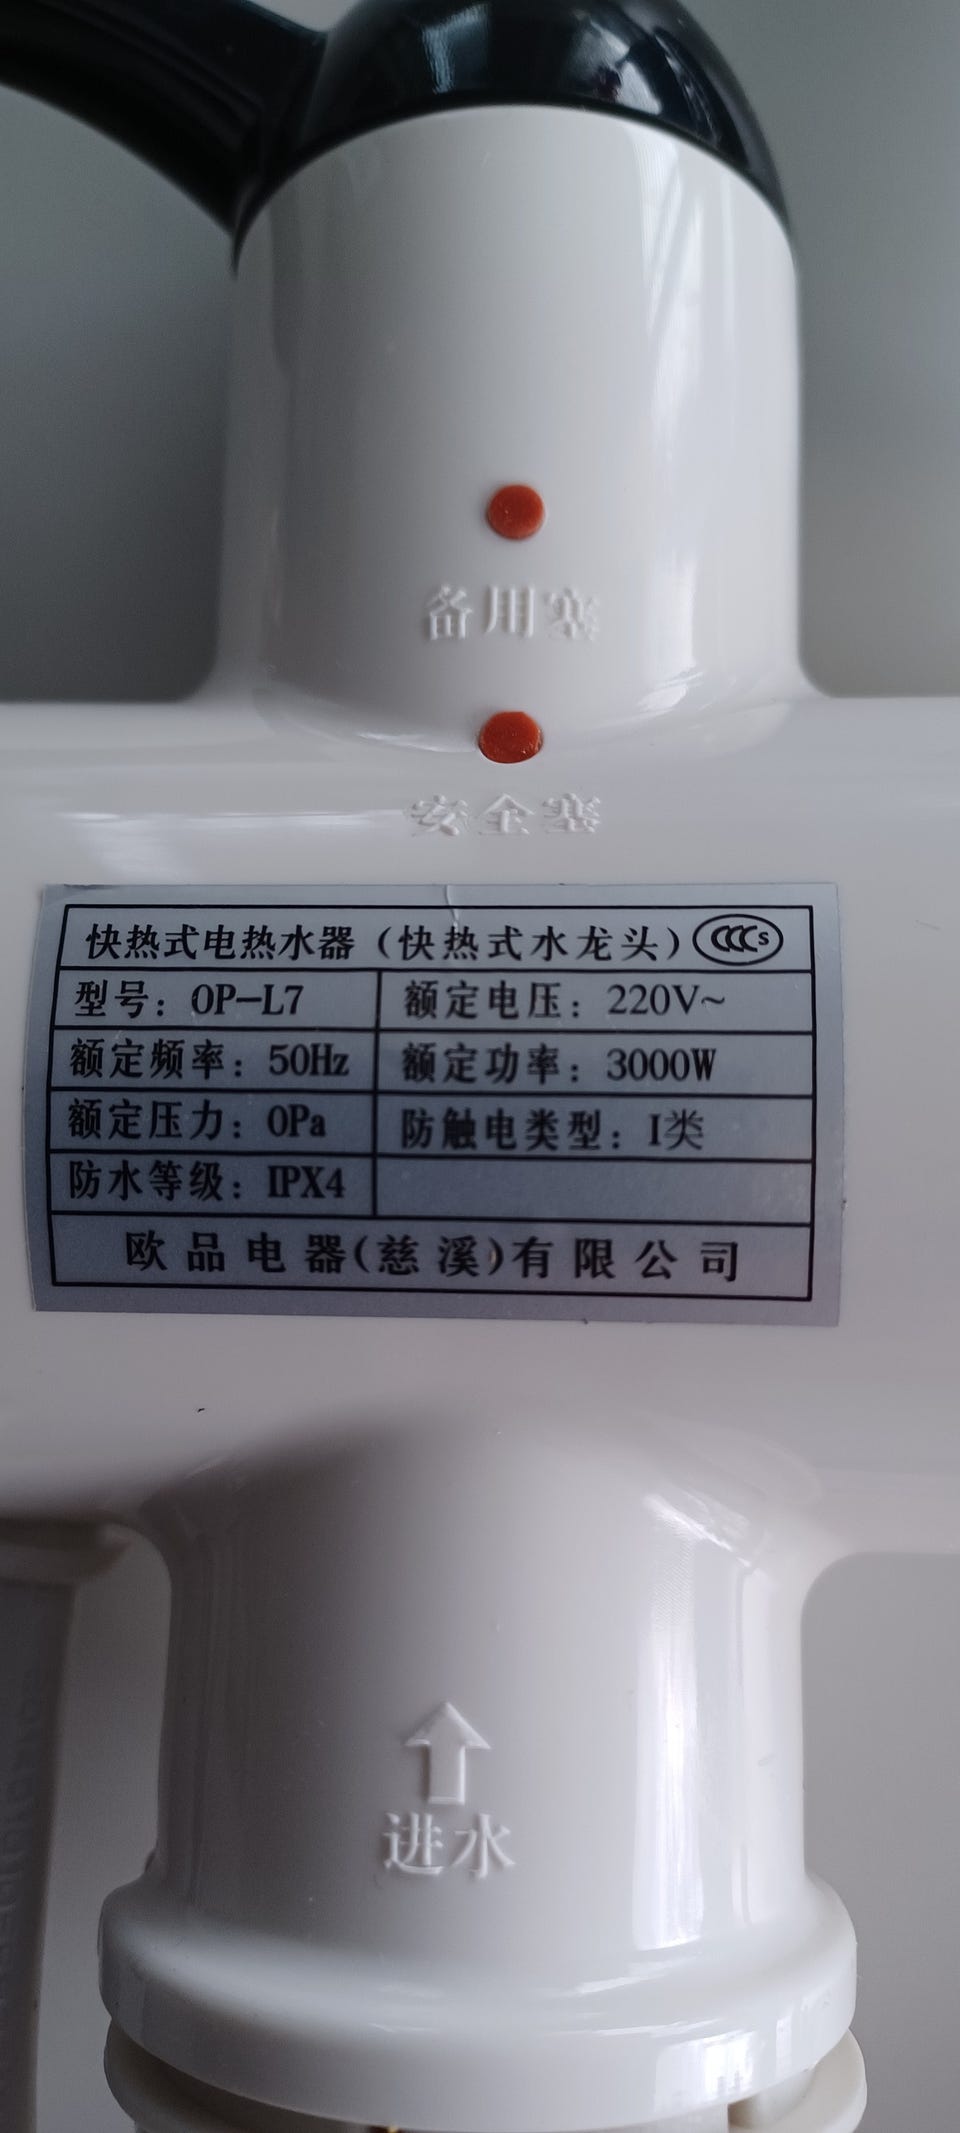 备用塞
安全塞
快热式电热水器（快热式水龙头） CCC S
型号：OP-L7 额定电压：220V~
额定频率：50Hz 额定功率：3000W
额定压力：0Pa 防触电类型：I类
防水等级：IPX4
欧品电器(慈溪)有限公司
进水